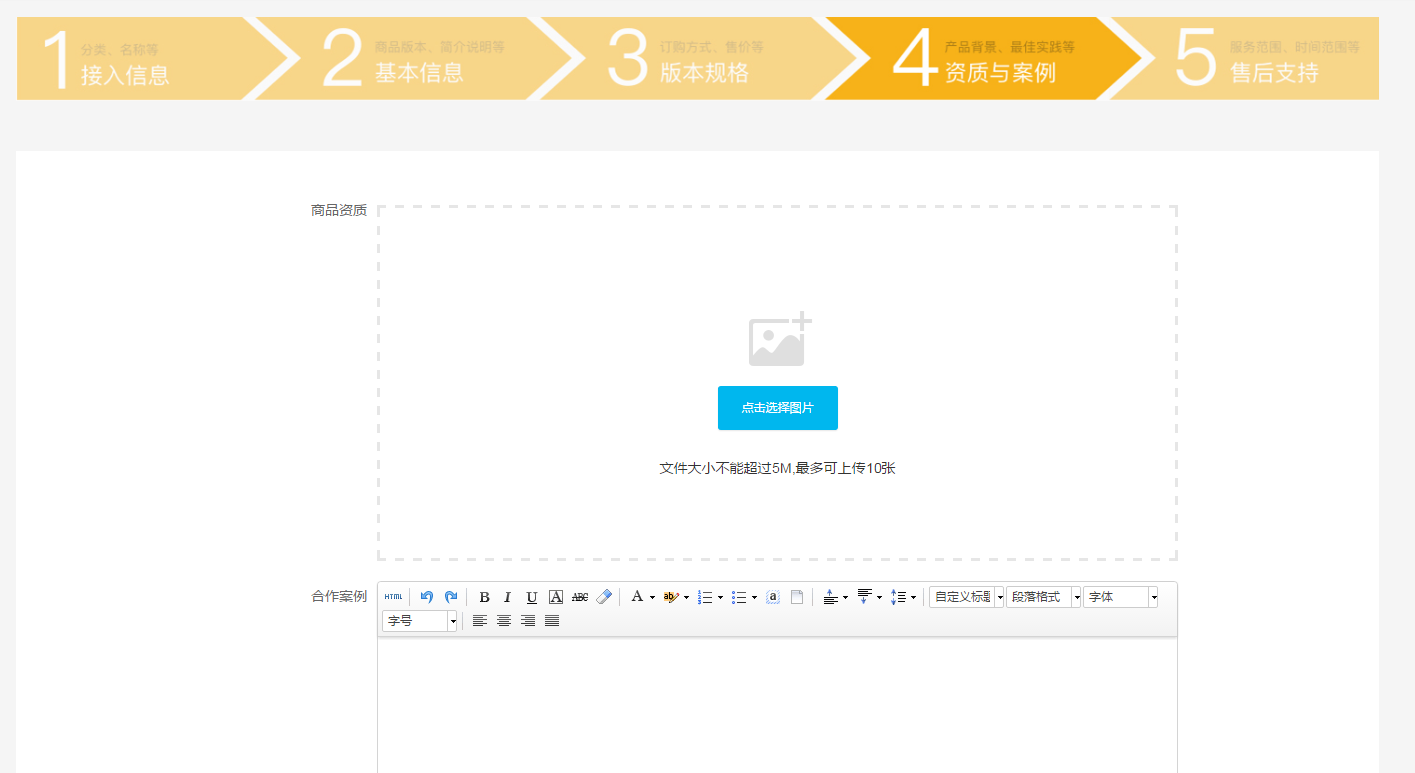 1
分类、名称等
接入信息
2
商品版本、简介说明等
基本信息
3
订购方式、售价等
版本规格
4
产品背景、最佳实践等
资质与案例
5
服务范围、时间范围等
售后支持
商品资质
点击选择图片
文件大小不能超过5M,最多可上传10张
合作案例
HTML B I U A ABC A ab a 自定义标题 段落格式 字体
字号